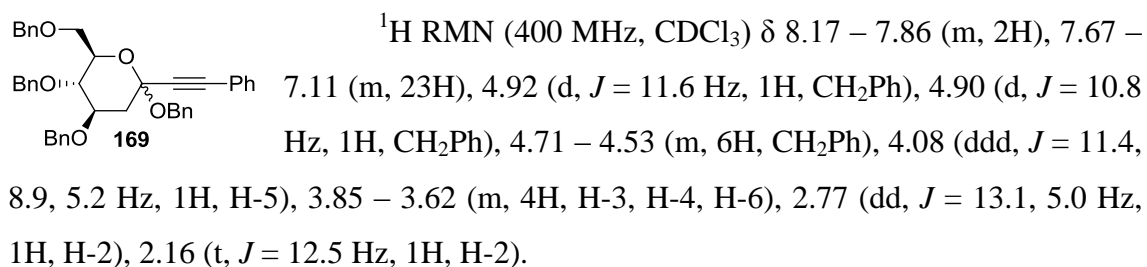 BnO
O
BnO
Ph
OBn
BnO
169
¹H RMN (400 MHz, CDCl₃) δ 8.17 – 7.86 (m, 2H), 7.67 –
7.11 (m, 23H), 4.92 (d, J = 11.6 Hz, 1H, CH₂Ph), 4.90 (d, J = 10.8
Hz, 1H, CH₂Ph), 4.71 – 4.53 (m, 6H, CH₂Ph), 4.08 (ddd, J = 11.4,
8.9, 5.2 Hz, 1H, H-5), 3.85 – 3.62 (m, 4H, H-3, H-4, H-6), 2.77 (dd, J = 13.1, 5.0 Hz,
1H, H-2), 2.16 (t, J = 12.5 Hz, 1H, H-2).